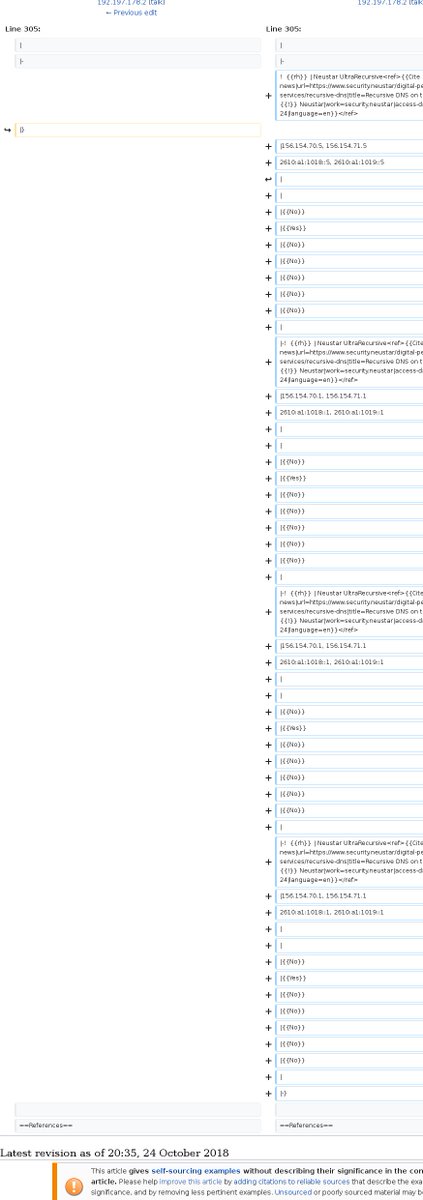 192.197.178.2 (talk)
← Previous edit
192.197.178.2 (talk
Line 305:
Line 305:
|
|
|-
|-
+ ! {{rh}} | Neustar UltraRecursive<ref>{{Cite
news|url=https://www.security.neustar/digital-pe
services/recursive-dns|title=Recursive DNS on t
{{!}} Neustar|work=security.neustar|access-da
24|language=en}}</ref>
|}
+ |156.154.70.5, 156.154.71.5
+ 2610:a1:1018::5, 2610:a1:1019::5
|
+ |
+ |{{No}}
+ |{{Yes}}
+ |{{No}}
+ |{{No}}
+ |{{No}}
+ |{{No}}
+ |{{No}}
+ |
+ |-! {{rh}} | Neustar UltraRecursive<ref>{{Cite
news|url=https://www.security.neustar/digital-pe
services/recursive-dns|title=Recursive DNS on t
{{!}} Neustar|work=security.neustar|access-da
24|language=en}}</ref>
+ |156.154.70.1, 156.154.71.1
+ 2610:a1:1018::1, 2610:a1:1019::1
+ |
+ |
+ |{{No}}
+ |{{Yes}}
+ |{{No}}
+ |{{No}}
+ |{{No}}
+ |{{No}}
+ |{{No}}
+ |
+ |-! {{rh}} | Neustar UltraRecursive<ref>{{Cite
news|url=https://www.security.neustar/digital-pe
services/recursive-dns|title=Recursive DNS on t
{{!}} Neustar|work=security.neustar|access-da
24|language=en}}</ref>
+ |156.154.70.1, 156.154.71.1
+ 2610:a1:1018::1, 2610:a1:1019::1
+ |
+ |
+ |{{No}}
+ |{{Yes}}
+ |{{No}}
+ |{{No}}
+ |{{No}}
+ |{{No}}
+ |{{No}}
+ |
+ |-! {{rh}} | Neustar UltraRecursive<ref>{{Cite
news|url=https://www.security.neustar/digital-pe
services/recursive-dns|title=Recursive DNS on t
{{!}} Neustar|work=security.neustar|access-da
24|language=en}}</ref>
+ |156.154.70.1, 156.154.71.1
+ 2610:a1:1018::1, 2610:a1:1019::1
+ |
+ |
+ |{{No}}
+ |{{Yes}}
+ |{{No}}
+ |{{No}}
+ |{{No}}
+ |{{No}}
+ |{{No}}
+ |
+ |}
==References==
==References==
Latest revision as of 20:35, 24 October 2018
This article gives self-sourcing examples without describing their significance in the con
article. Please help improve this article by adding citations to reliable sources that describe the exa
significance, and by removing less pertinent examples. Unsourced or poorly sourced material may b